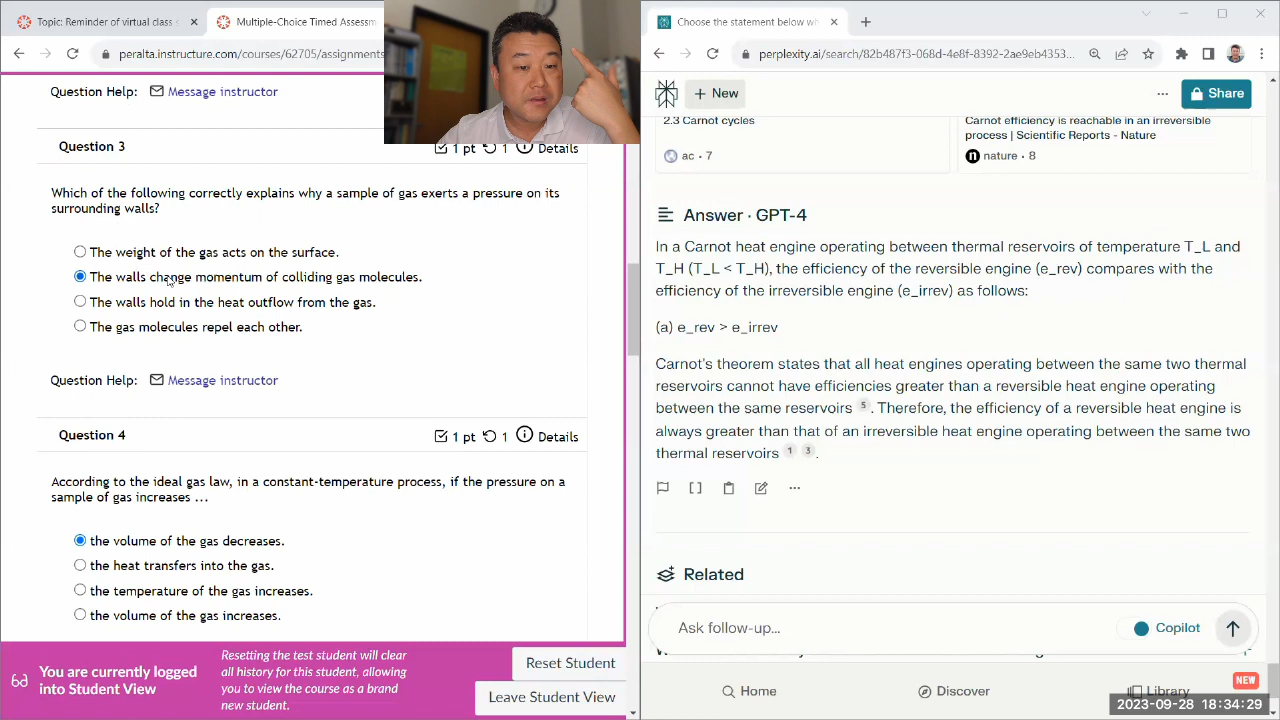 Topic: Reminder of virtual class s
Multiple-Choice Timed Assessm
peralta.instructure.com/courses/62705/assignments
Question Help: Message instructor
Question 3
1 pt 1 Details
Which of the following correctly explains why a sample of gas exerts a pressure on its
surrounding walls?
The weight of the gas acts on the surface.
The walls change momentum of colliding gas molecules.
The walls hold in the heat outflow from the gas.
The gas molecules repel each other.
Question Help: Message instructor
Question 4
1 pt 1 Details
According to the ideal gas law, in a constant-temperature process, if the pressure on a
sample of gas increases ...
the volume of the gas decreases.
the heat transfers into the gas.
the temperature of the gas increases.
the volume of the gas increases.
You are currently logged
into Student View
Resetting the test student will clear
all history for this student, allowing
you to view the course as a brand
new student.
Reset Student
Leave Student View
Choose the statement below wh
perplexity.ai/search/82b487f3-068d-4e8f-8392-2ae9eb4353...
New
Share
2.3 Carnot cycles
ac · 7
Carnot efficiency is reachable in an irreversible
process | Scientific Reports - Nature
n nature · 8
Answer · GPT-4
In a Carnot heat engine operating between thermal reservoirs of temperature T_L and
T_H (T_L < T_H), the efficiency of the reversible engine (e_rev) compares with the
efficiency of the irreversible engine (e_irrev) as follows:
(a) e_rev > e_irrev
Carnot's theorem states that all heat engines operating between the same two thermal
reservoirs cannot have efficiencies greater than a reversible heat engine operating
between the same reservoirs 5. Therefore, the efficiency of a reversible heat engine is
always greater than that of an irreversible heat engine operating between the same two
thermal reservoirs 1 3.
Related
Ask follow-up...
Copilot
Home
Discover
Library
NEW
2023-09-28 18:34:29